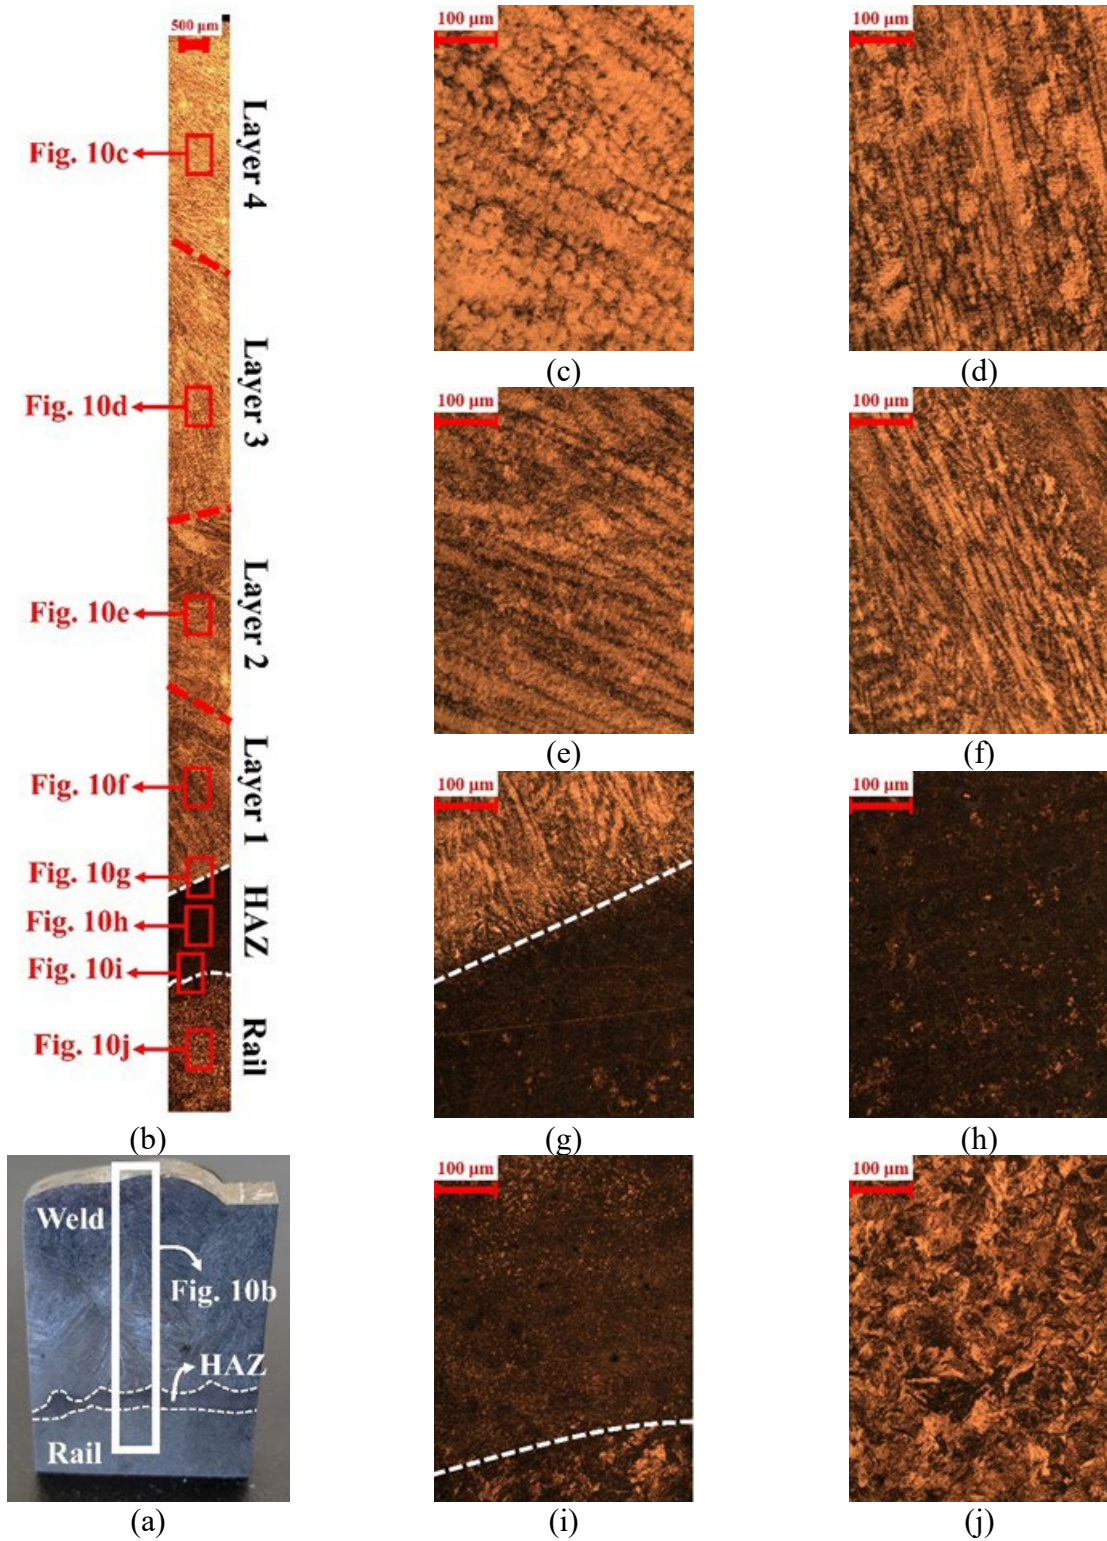 500 µm
Fig. 10c
Layer 4
Fig. 10d
Layer 3
Fig. 10e
Layer 2
Fig. 10f
Layer 1
Fig. 10g
HAZ
Fig. 10h
Fig. 10i
Rail
Fig. 10j
(b)
Weld
Fig. 10b
HAZ
Rail
(a)
100 µm
(c)
100 µm
(d)
100 µm
(e)
100 µm
(f)
100 µm
(g)
100 µm
(h)
100 µm
(i)
100 µm
(j)